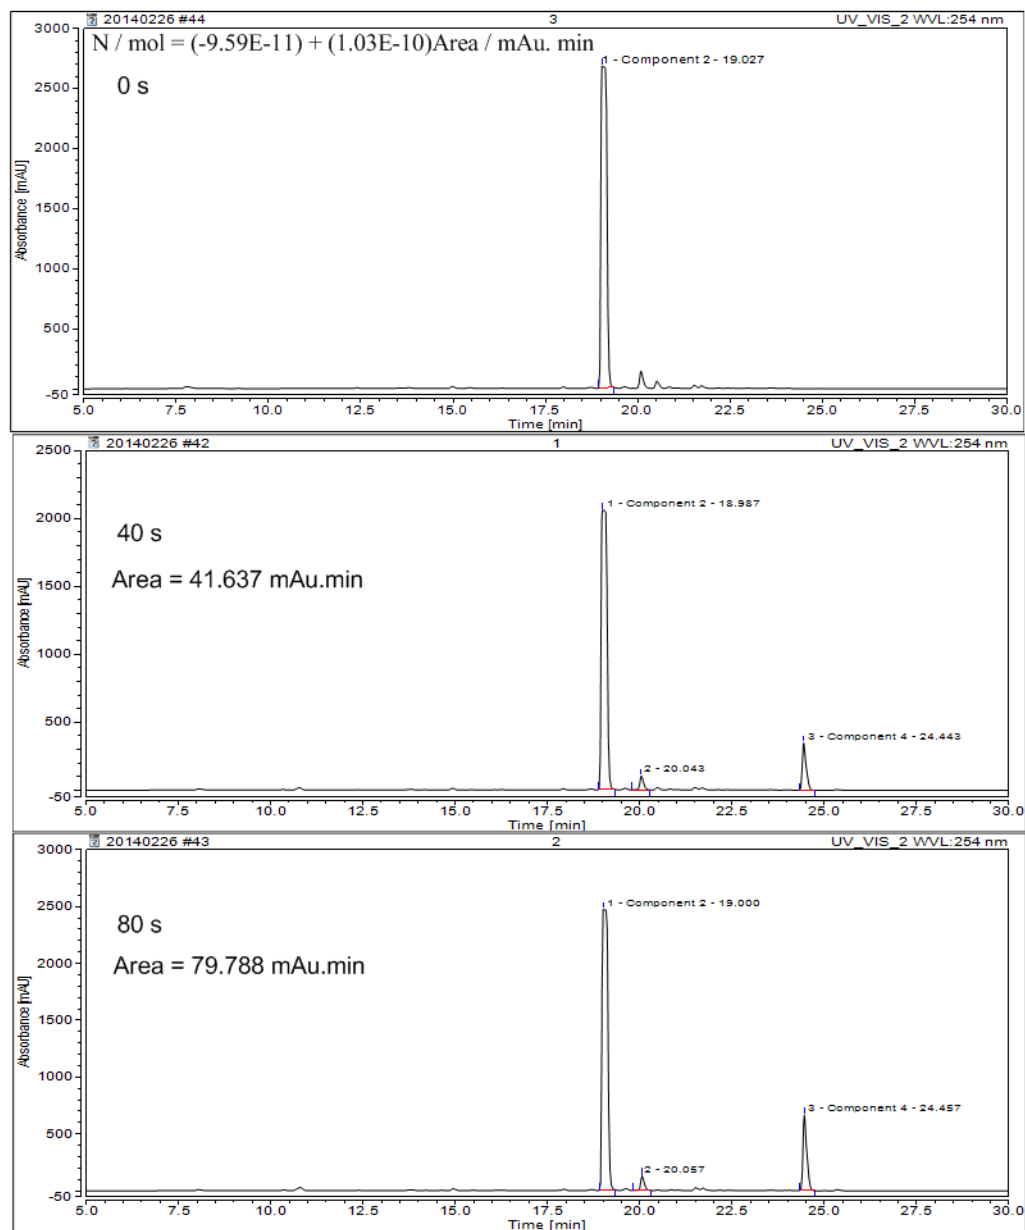 20140226 #44 3 UV_VIS_2 WVL:254 nm
N / mol = (-9.59E-11) + (1.03E-10)Area / mAu. min
0 s
1 - Component 2 - 19.027
Absorbance [mAU]
3000
2500
2000
1500
1000
500
-50
5.0 7.5 10.0 12.5 15.0 17.5 20.0 22.5 25.0 27.5 30.0
Time [min]
20140226 #42 1 UV_VIS_2 WVL:254 nm
40 s
Area = 41.637 mAu.min
1 - Component 2 - 18.987
2 - 20.043
3 - Component 4 - 24.443
Absorbance [mAU]
2500
2000
1500
1000
500
-50
5.0 7.5 10.0 12.5 15.0 17.5 20.0 22.5 25.0 27.5 30.0
Time [min]
20140226 #43 2 UV_VIS_2 WVL:254 nm
80 s
Area = 79.788 mAu.min
1 - Component 2 - 19.000
2 - 20.057
3 - Component 4 - 24.457
Absorbance [mAU]
3000
2500
2000
1500
1000
500
-50
5.0 7.5 10.0 12.5 15.0 17.5 20.0 22.5 25.0 27.5 30.0
Time [min]